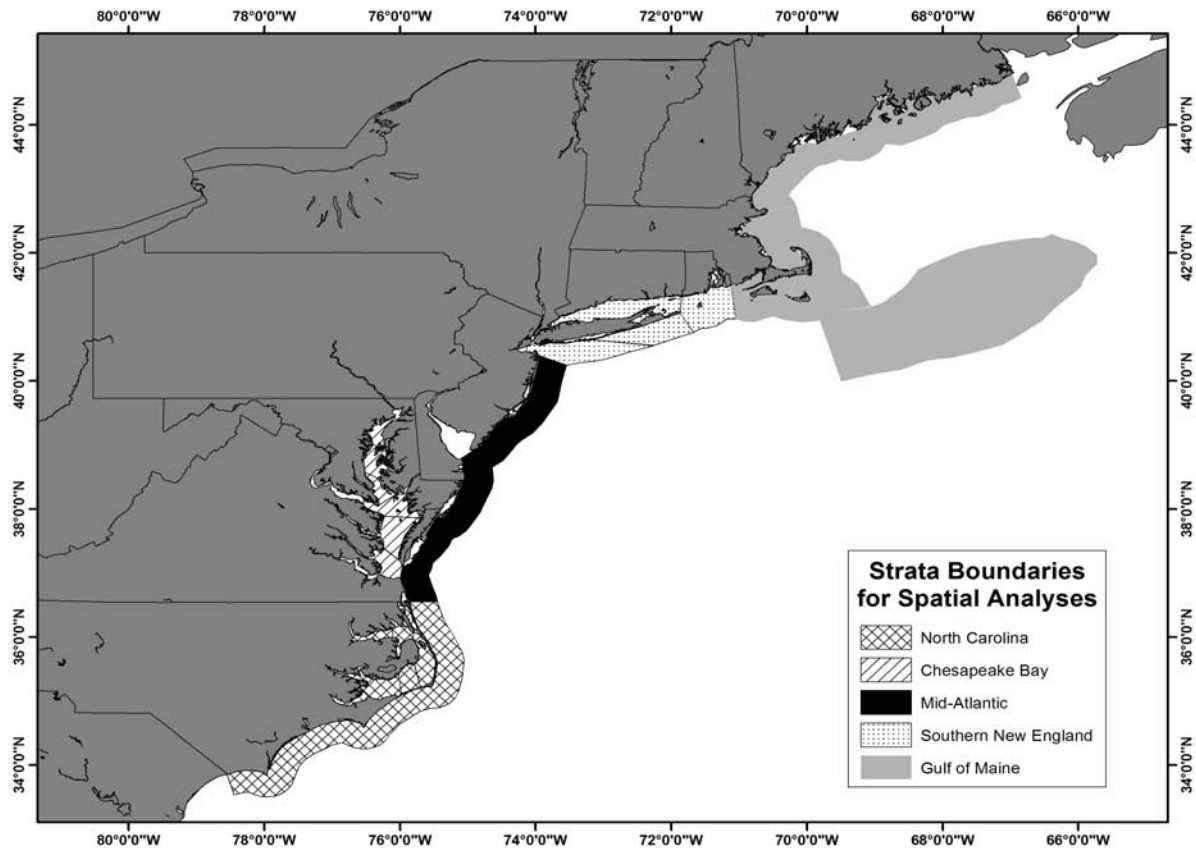 80°0'0"W 78°0'0"W 76°0'0"W 74°0'0"W 72°0'0"W 70°0'0"W 68°0'0"W 66°0'0"W
44°0'0"N 44°0'0"N
42°0'0"N 42°0'0"N
40°0'0"N 40°0'0"N
38°0'0"N 38°0'0"N
36°0'0"N 36°0'0"N
34°0'0"N 34°0'0"N
Strata Boundaries
for Spatial Analyses
North Carolina
Chesapeake Bay
Mid-Atlantic
Southern New England
Gulf of Maine
80°0'0"W 78°0'0"W 76°0'0"W 74°0'0"W 72°0'0"W 70°0'0"W 68°0'0"W 66°0'0"W